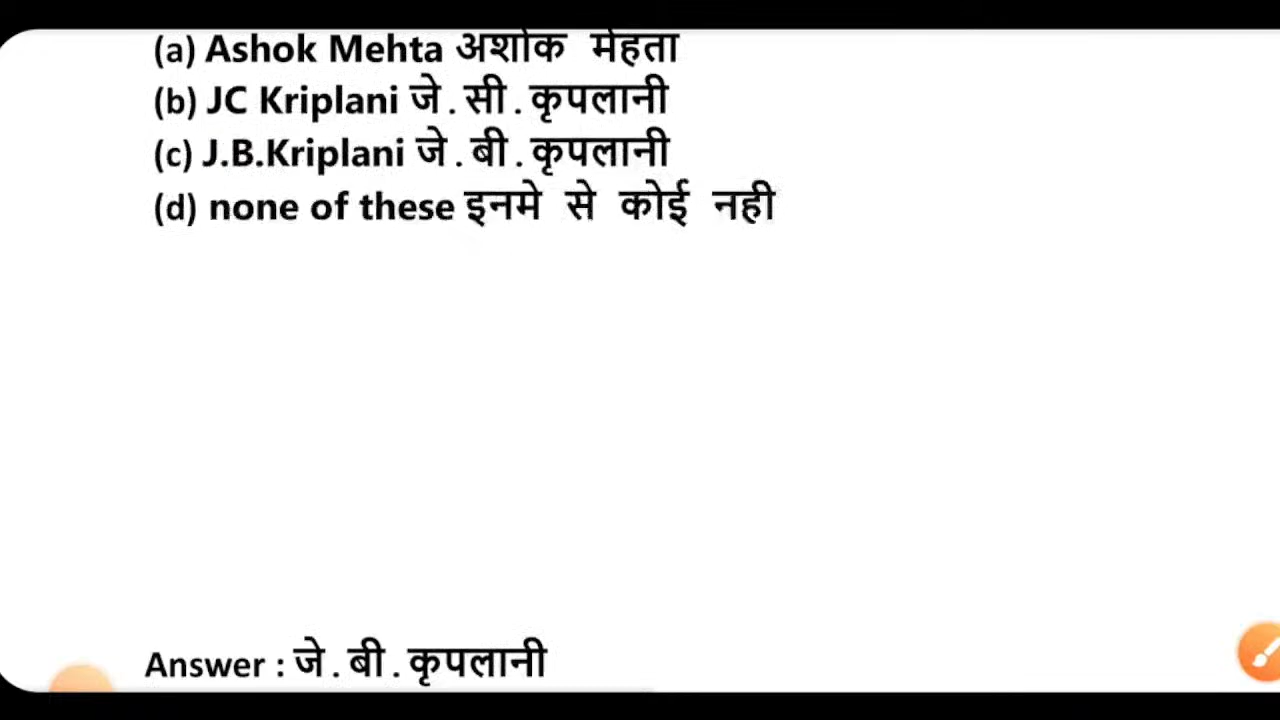 (a) Ashok Mehta अशोक मेहता
(b) JC Kriplani जे.सी.कृपलानी
(c) J.B.Kriplani जे.बी.कृपलानी
(d) none of these इनमे से कोई नही
Answer : जे.बी.कृपलानी